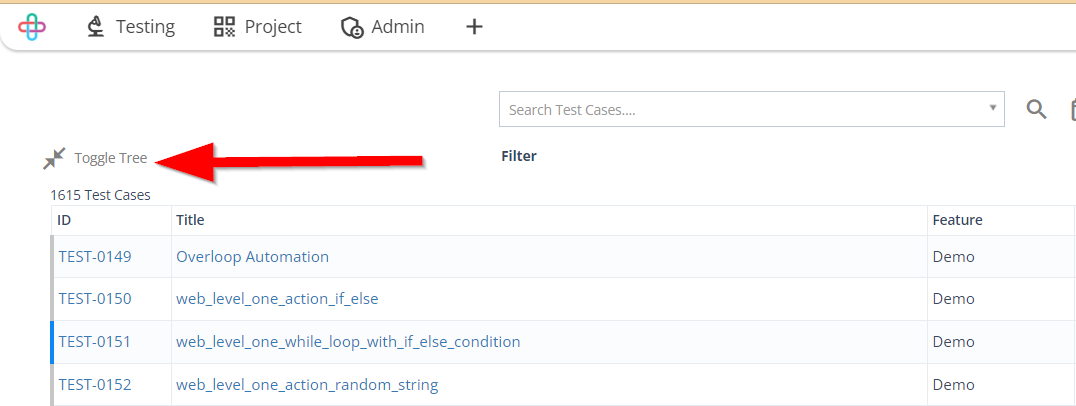 Testing Project Admin +
Search Test Cases....
Toggle Tree
Filter
1615 Test Cases
ID Title Feature
TEST-0149 Overloop Automation Demo
TEST-0150 web_level_one_action_if_else Demo
TEST-0151 web_level_one_while_loop_with_if_else_condition Demo
TEST-0152 web_level_one_action_random_string Demo